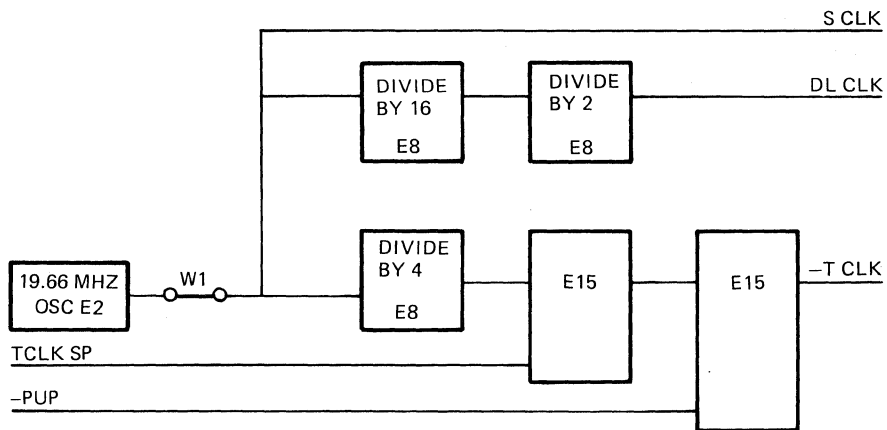 S CLK
DIVIDE
BY 16
E8
DIVIDE
BY 2
E8
DL CLK
19.66 MHZ
OSC E2
W1
DIVIDE
BY 4
E8
E15
E15
–T CLK
TCLK SP
–PUP